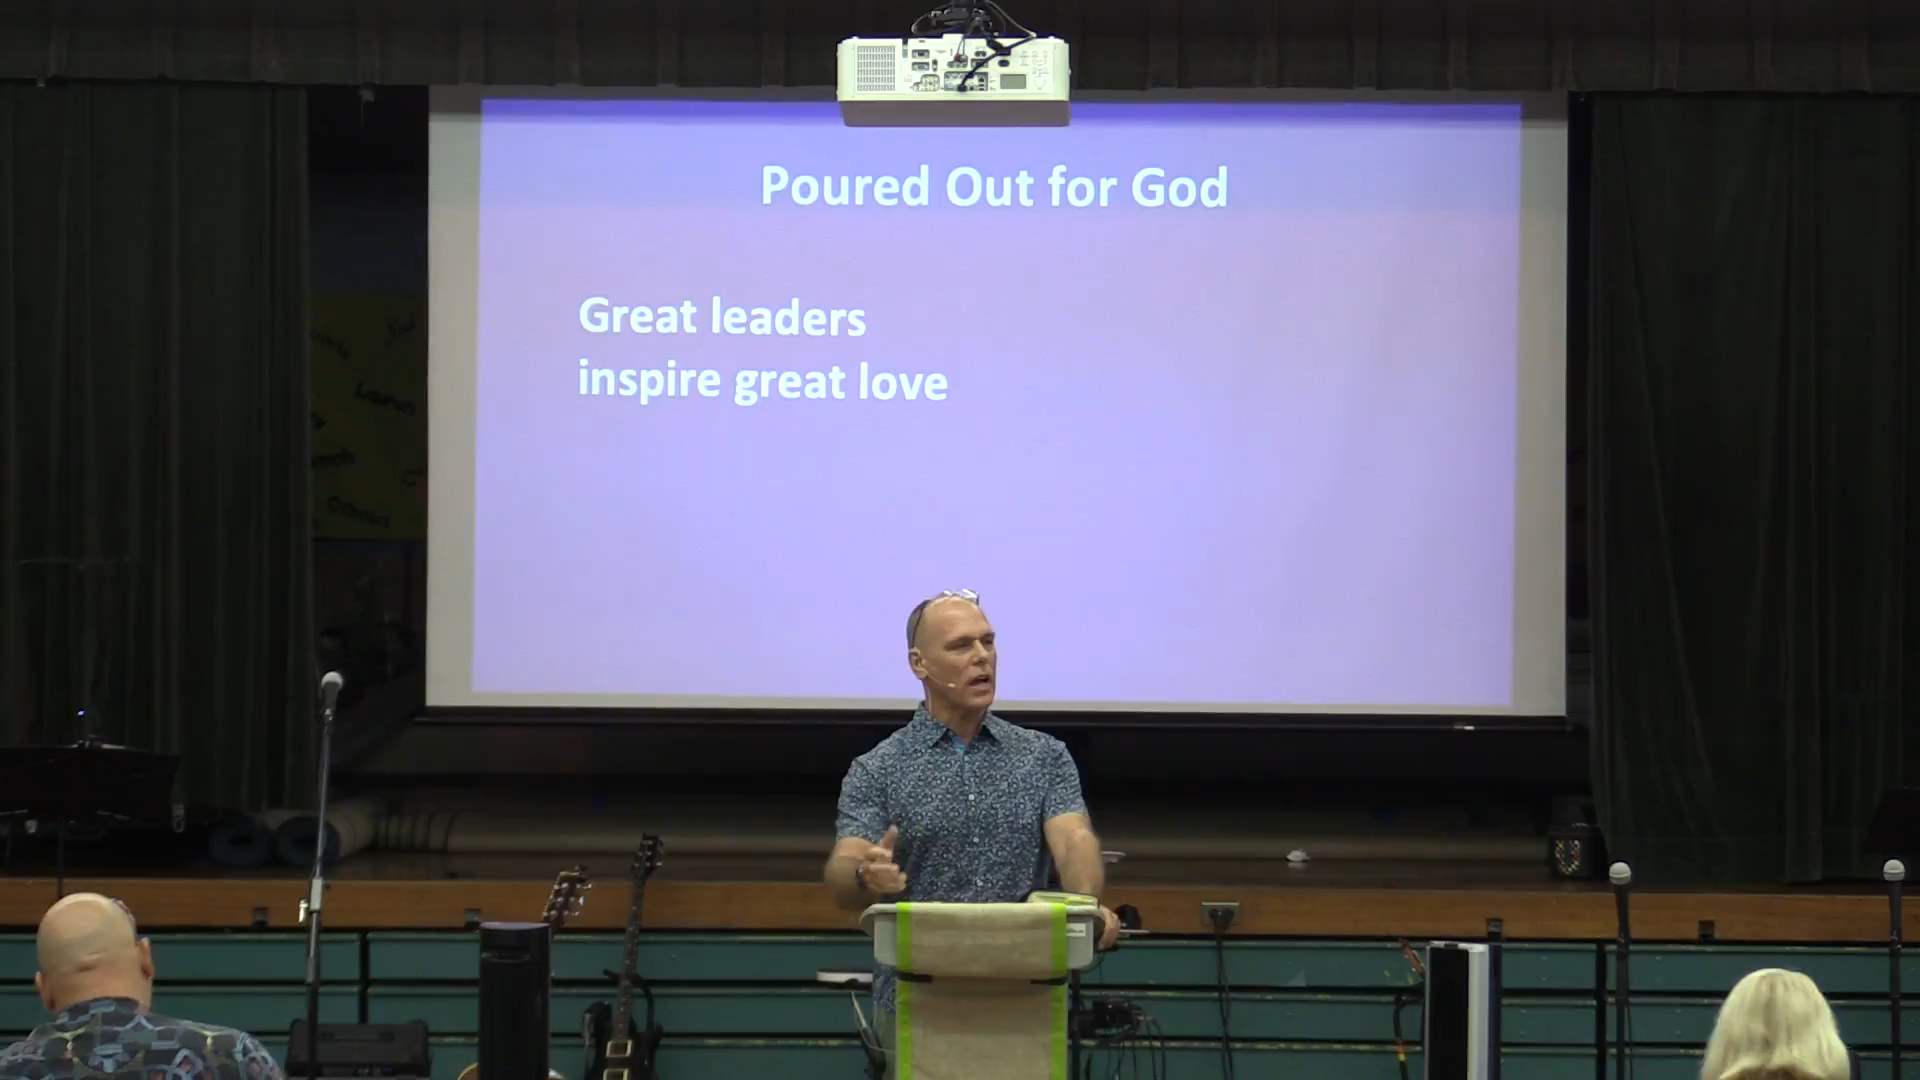 Poured Out for God
Great leaders
inspire great love